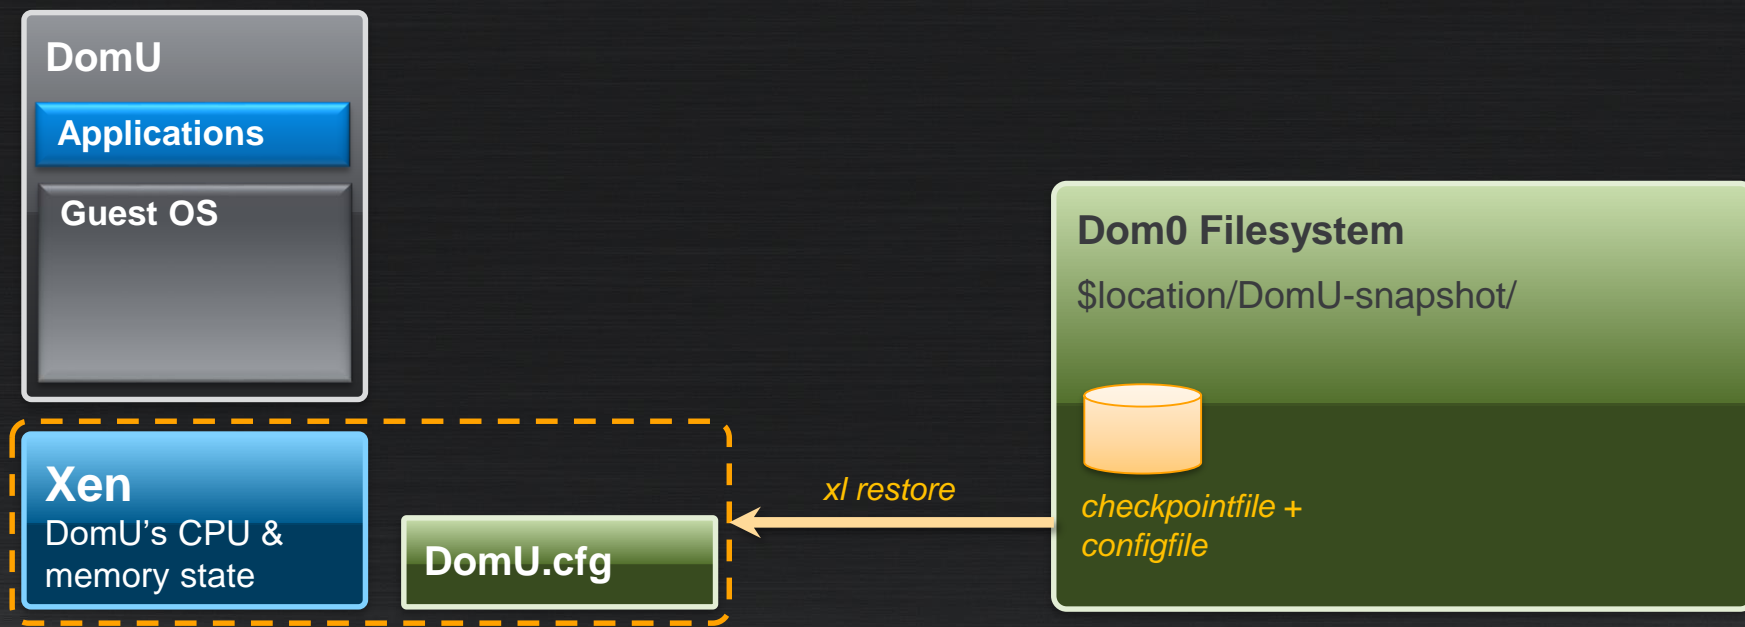 DomU
Applications
Guest OS
Xen
DomU’s CPU &
memory state
DomU.cfg
xl restore
Dom0 Filesystem
$location/DomU-snapshot/
checkpointfile +
configfile